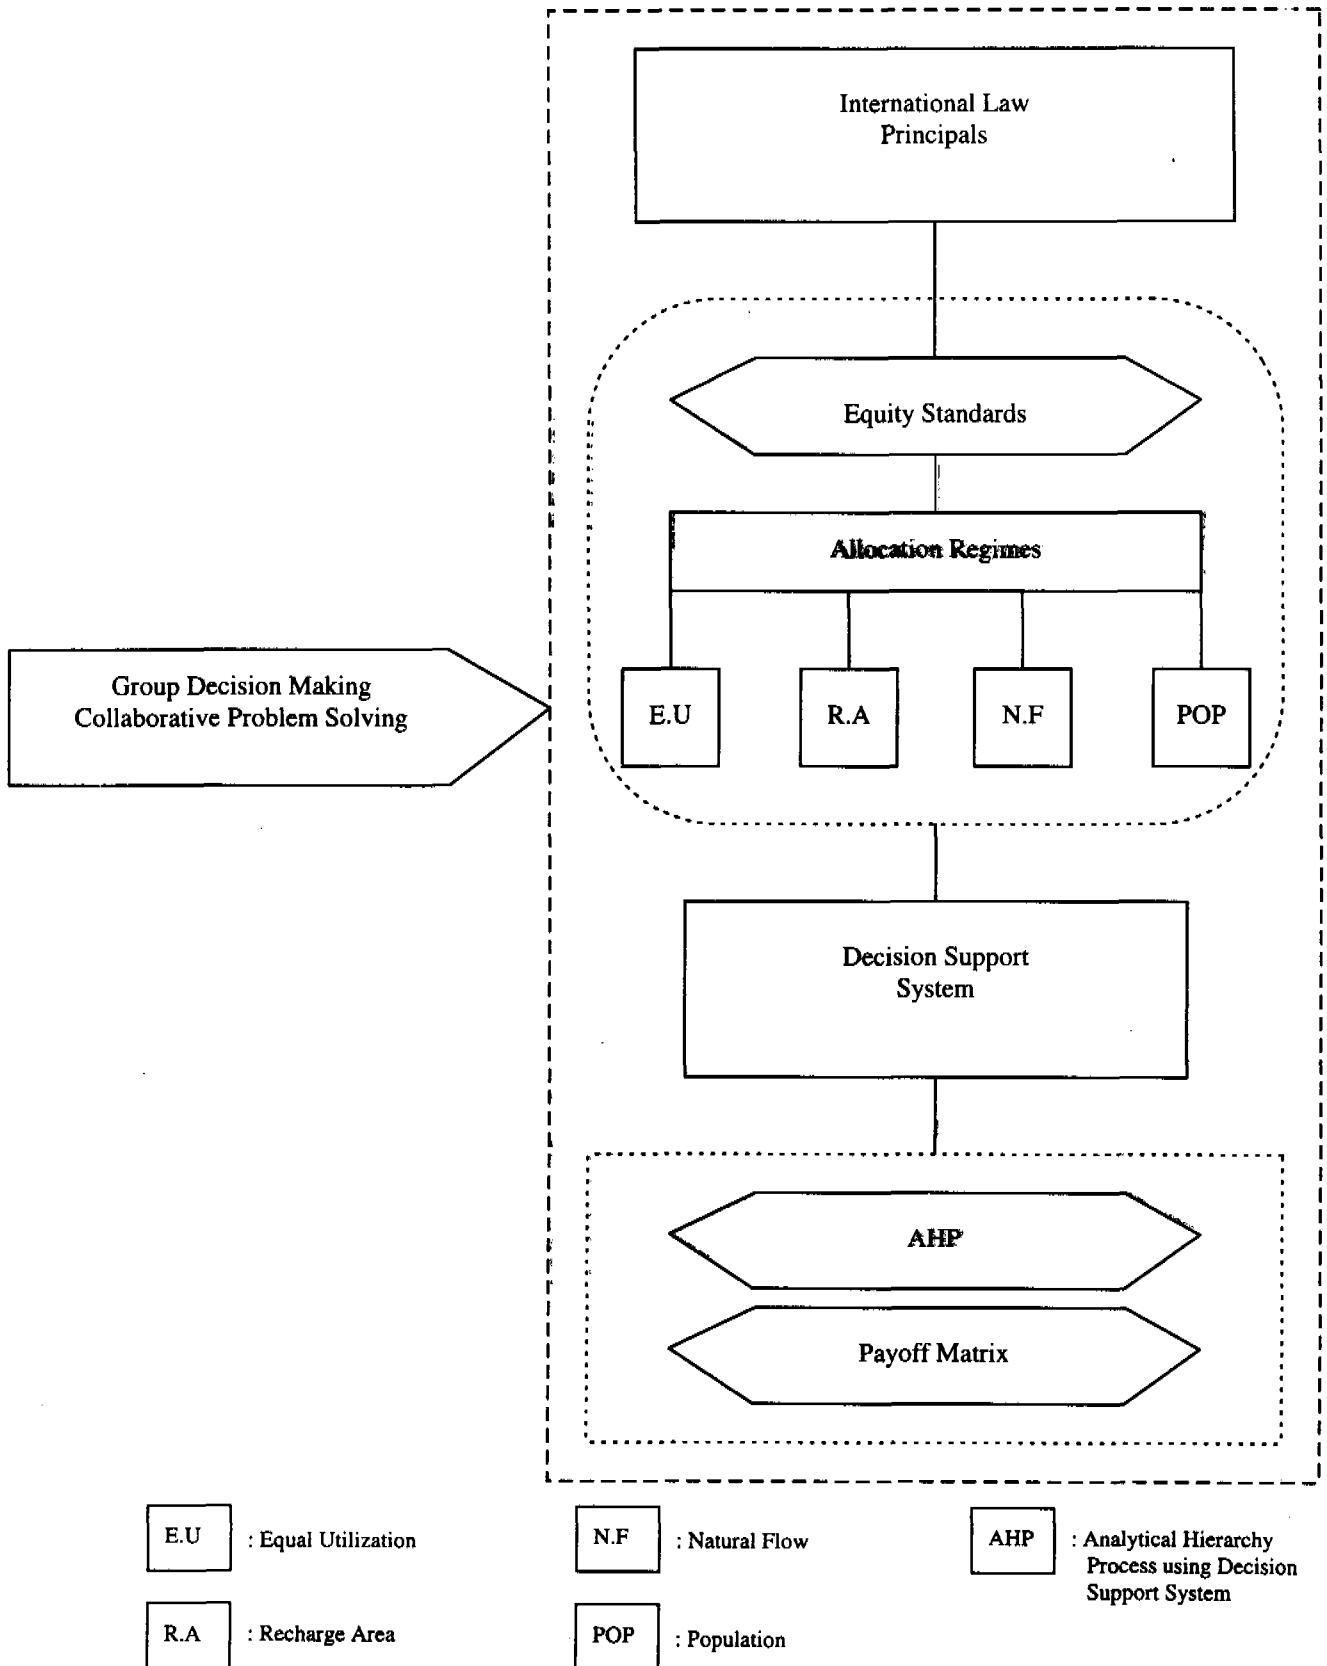 International Law
Principals
Equity Standards
Allocation Regimes
E.U
R.A
N.F
POP
Group Decision Making
Collaborative Problem Solving
Decision Support
System
AHP
Payoff Matrix
E.U : Equal Utilization
N.F : Natural Flow
AHP : Analytical Hierarchy
Process using Decision
Support System
R.A : Recharge Area
POP : Population